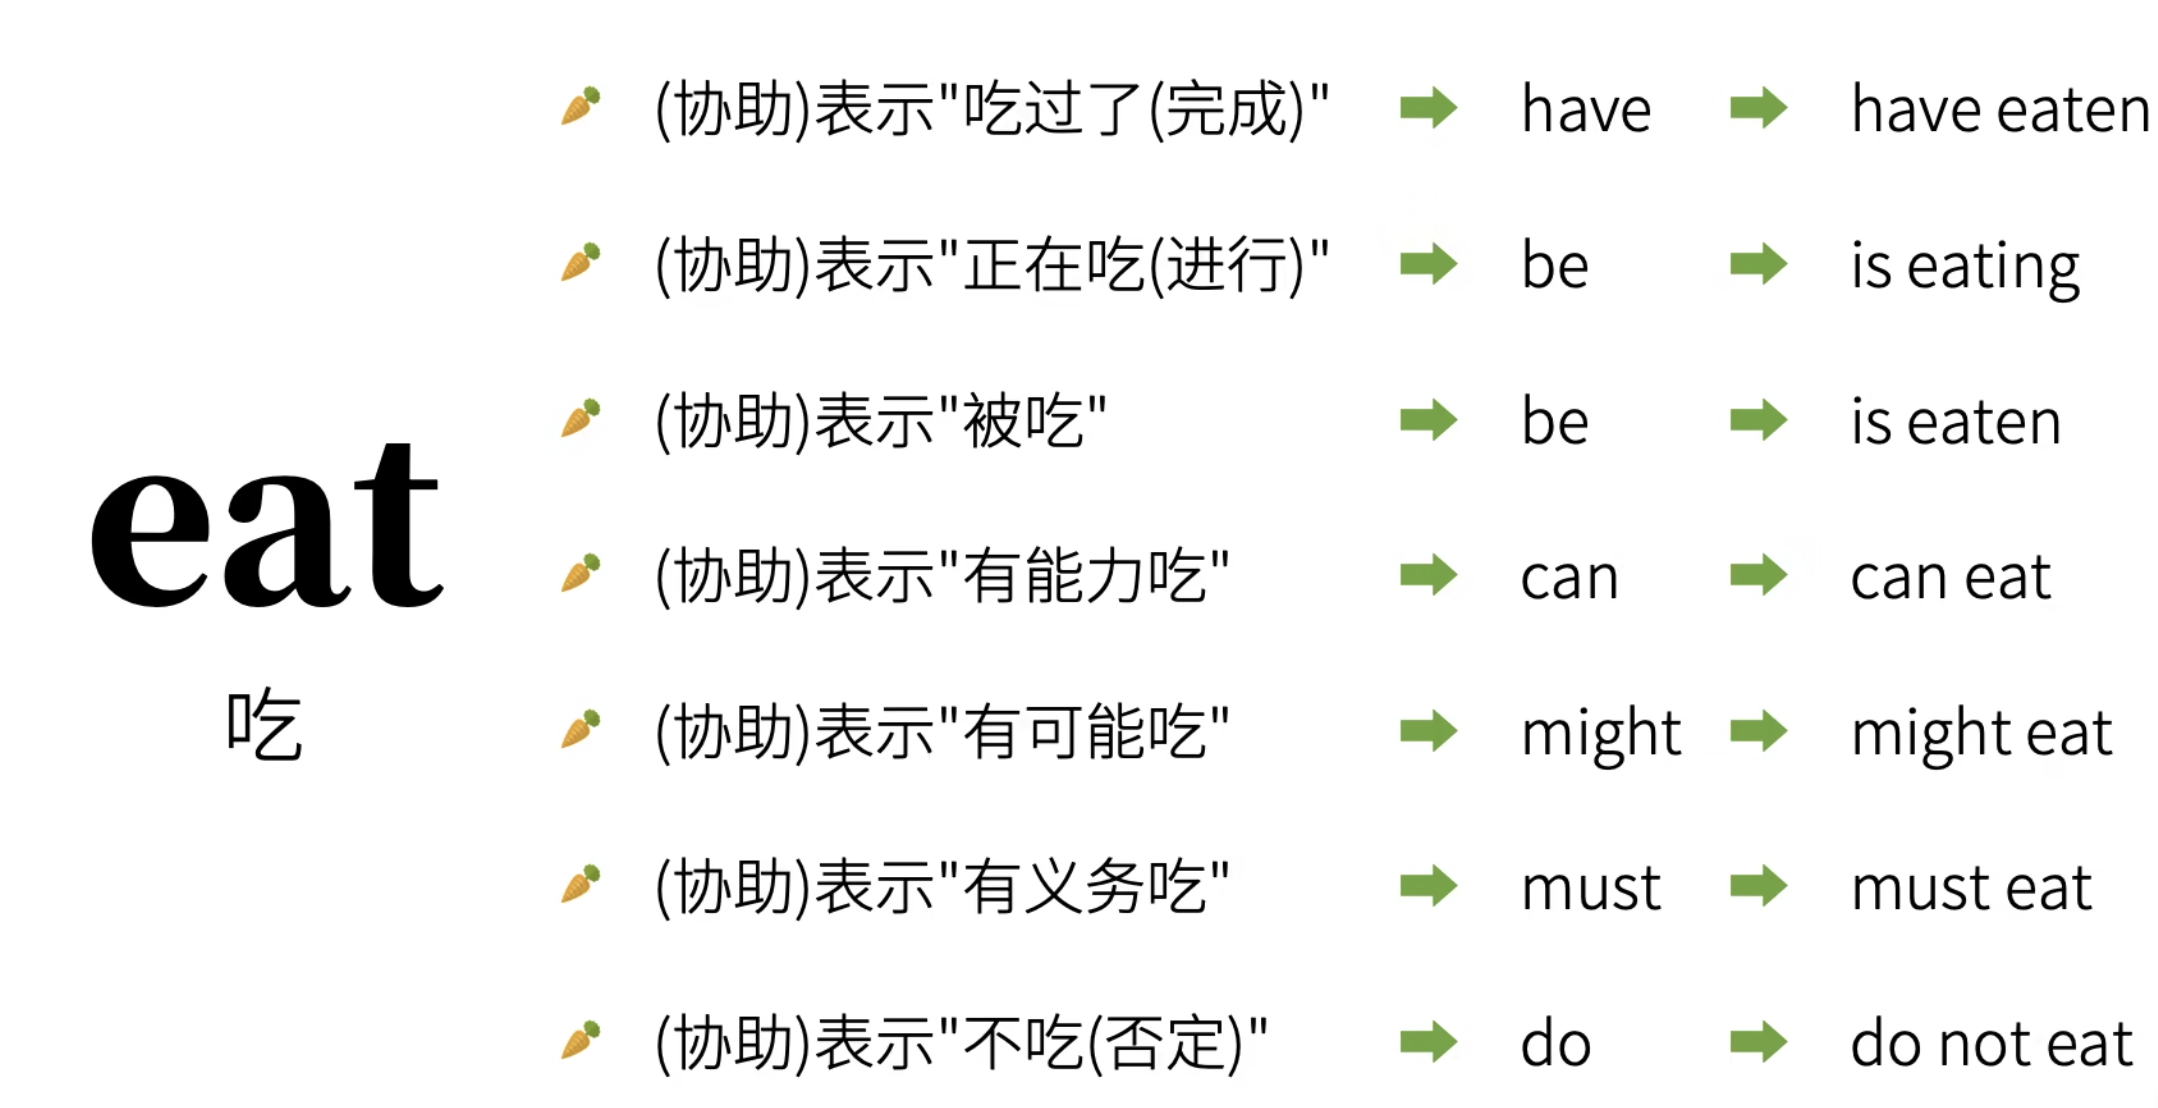 (协助)表示"吃过了(完成)" have have eaten
(协助)表示"正在吃(进行)" be is eating
(协助)表示"被吃" be is eaten
eat
(协助)表示"有能力吃" can can eat
吃
(协助)表示"有可能吃" might might eat
(协助)表示"有义务吃" must must eat
(协助)表示"不吃(否定)" do do not eat